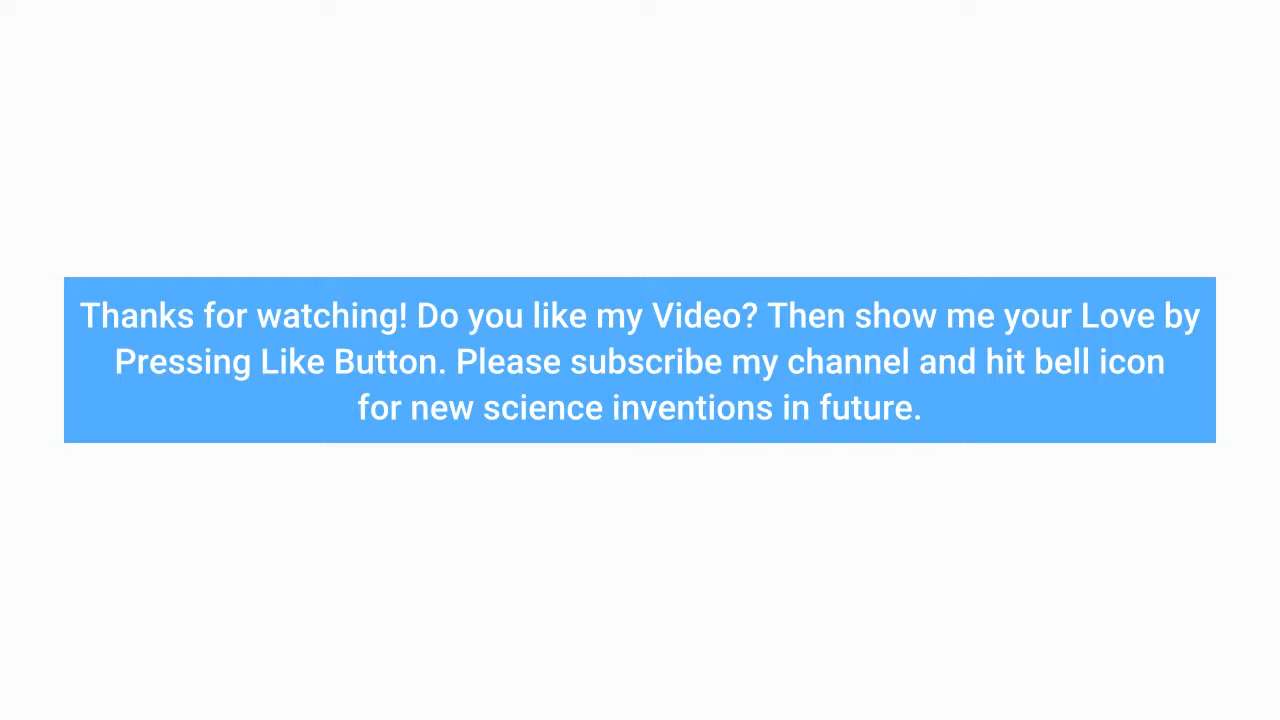 Thanks for watching! Do you like my Video? Then show me your Love by
Pressing Like Button. Please subscribe my channel and hit bell icon
for new science inventions in future.